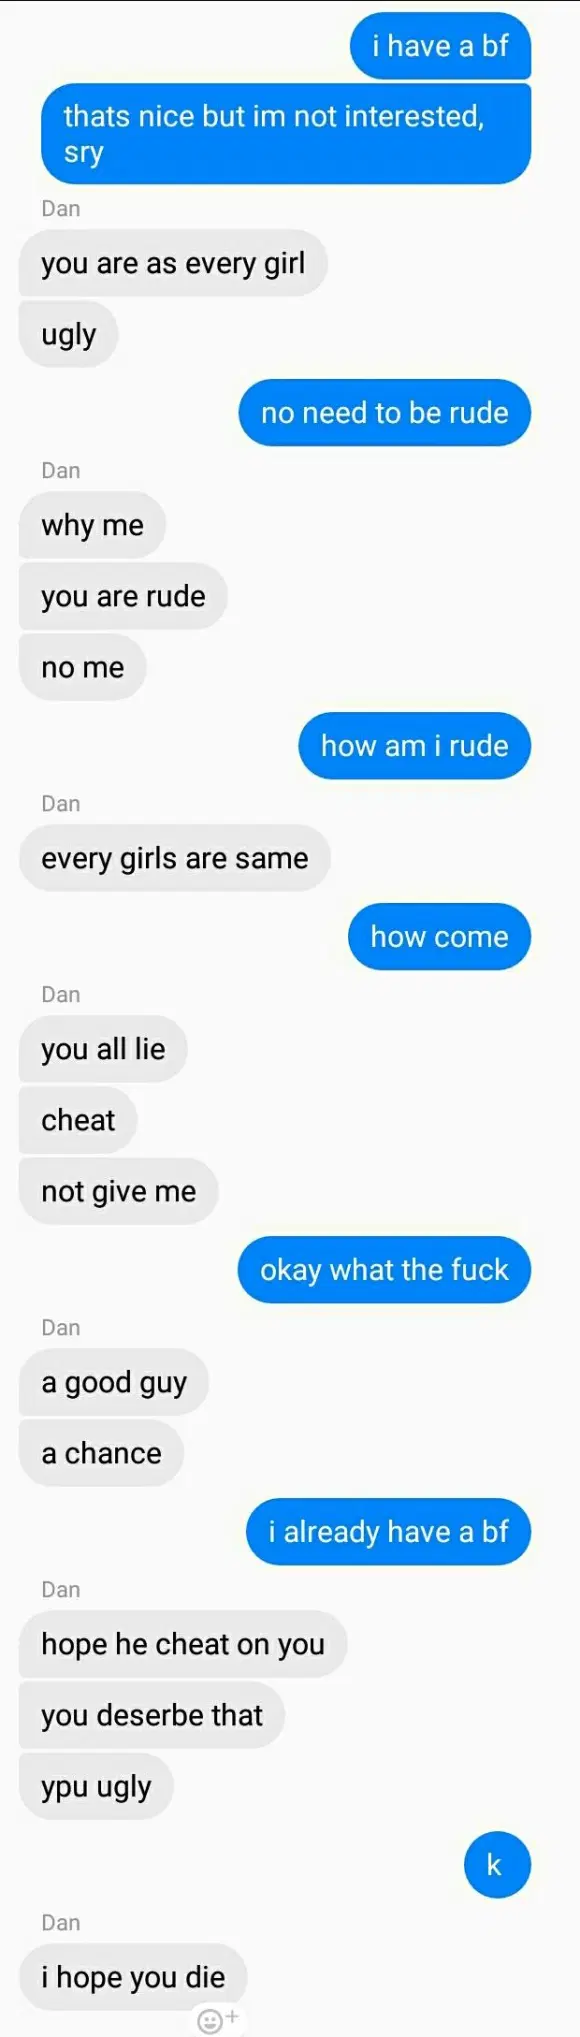 i have a bf
thats nice but im not interested,
sry
Dan
you are as every girl
ugly
no need to be rude
Dan
why me
you are rude
no me
how am i rude
Dan
every girls are same
how come
Dan
you all lie
cheat
not give me
okay what the fuck
Dan
a good guy
a chance
i already have a bf
Dan
hope he cheat on you
you deserbe that
ypu ugly
k
Dan
i hope you die